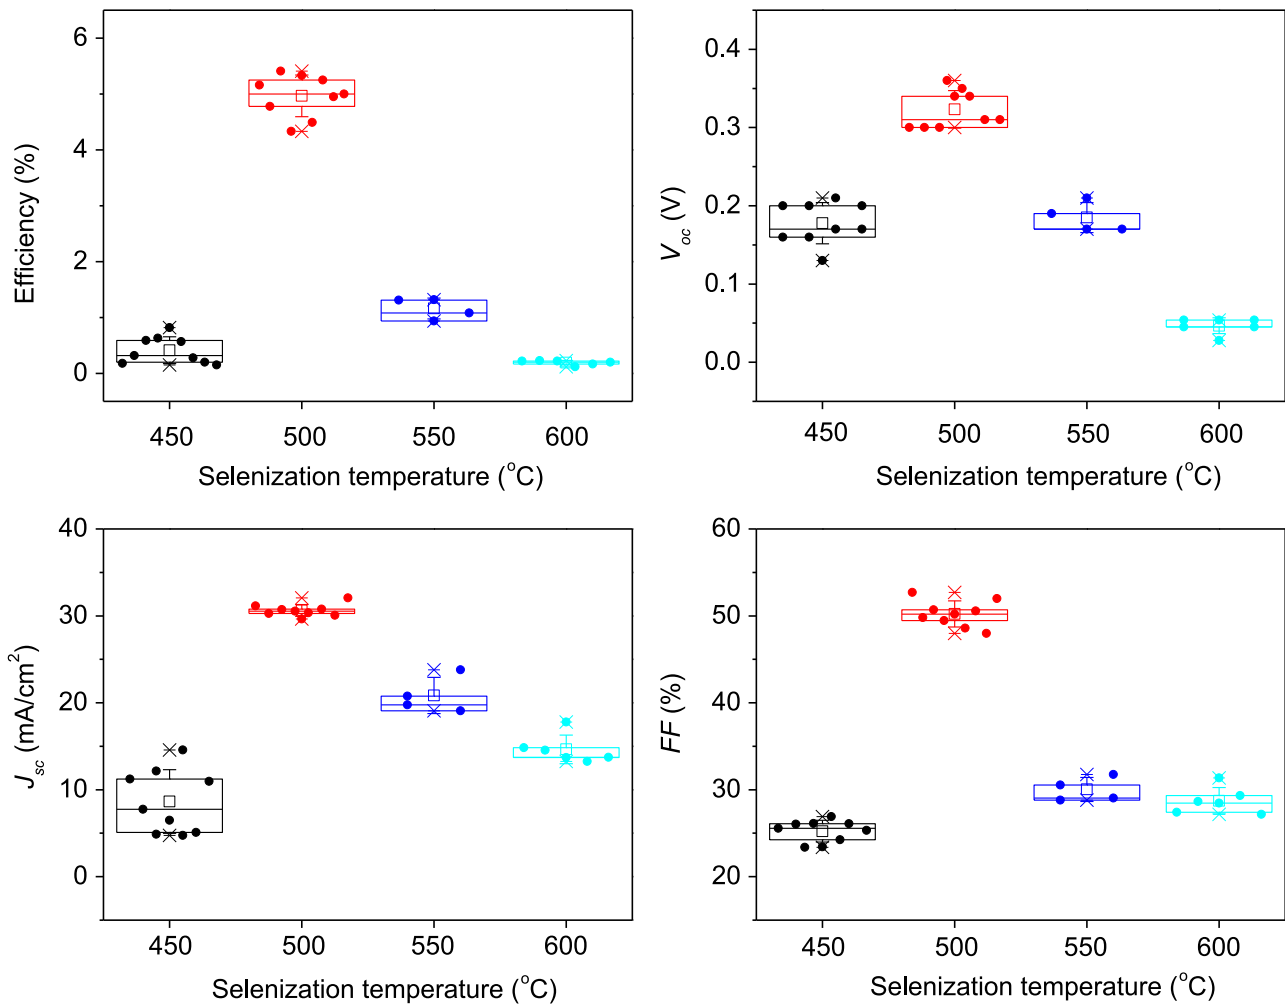 6
4
2
0
Efficiency (%)
450 500 550 600
Selenization temperature (°C)
0.4
0.3
0.2
0.1
0.0
Voc (V)
450 500 550 600
Selenization temperature (°C)
40
30
20
10
0
Jsc (mA/cm²)
450 500 550 600
Selenization temperature (°C)
60
50
40
30
20
FF (%)
450 500 550 600
Selenization temperature (°C)